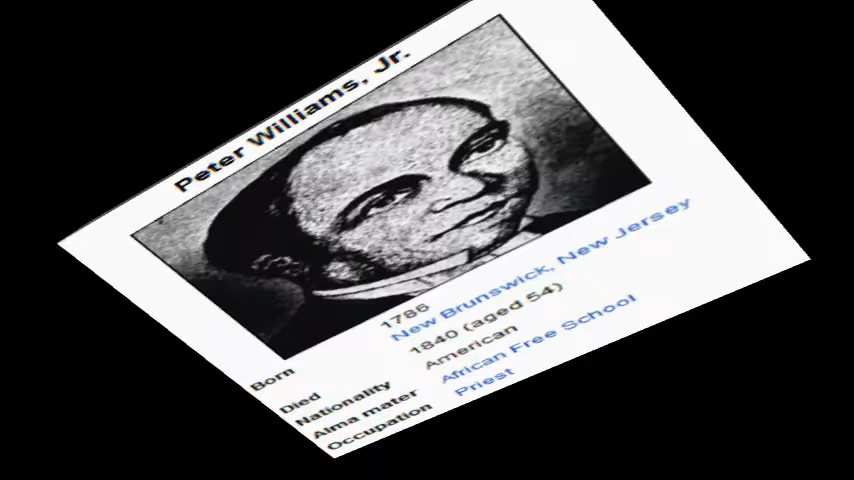 Peter Williams, Jr.
Born 1786
New Brunswick, New Jersey
Died 1840 (aged 54)
Nationality American
Alma mater African Free School
Occupation Priest